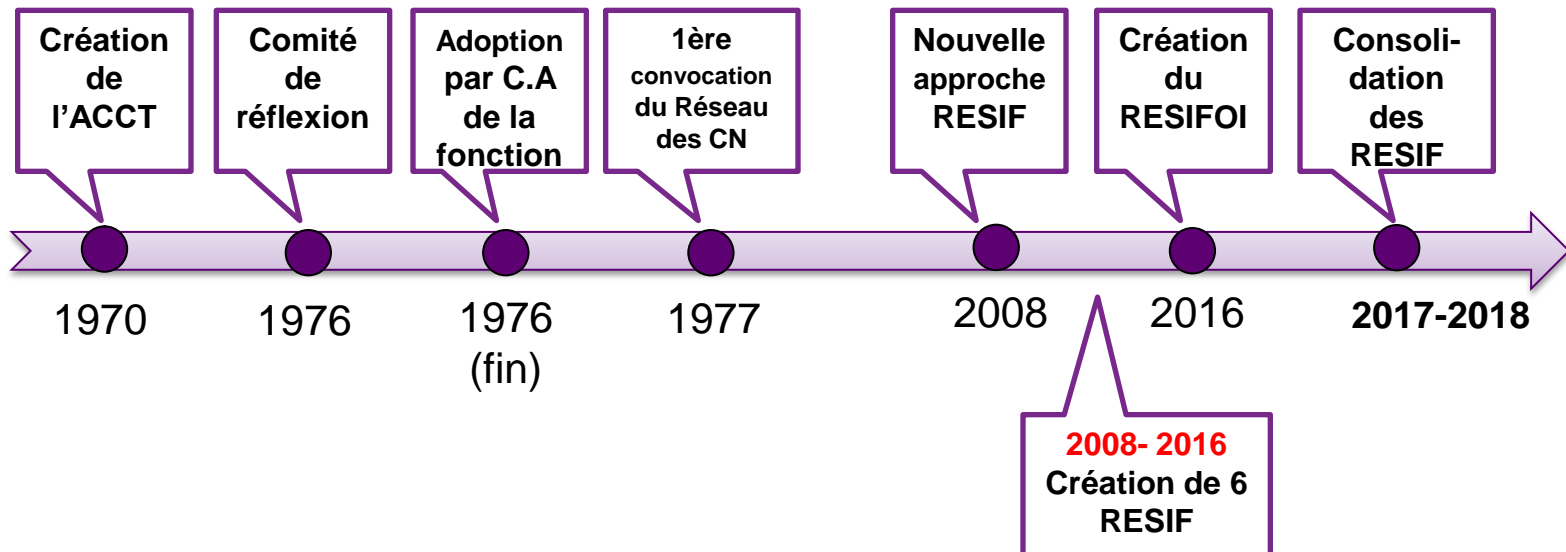 Création
de
l’ACCT
Comité
de
réflexion
Adoption
par C.A
de la
fonction
1ère
convocation
du Réseau
des CN
Nouvelle
approche
RESIF
Création
du
RESIFOI
Consoli-
dation
des
RESIF
1970
1976
1976
(fin)
1977
2008
2016
2017-2018
2008- 2016
Création de 6
RESIF